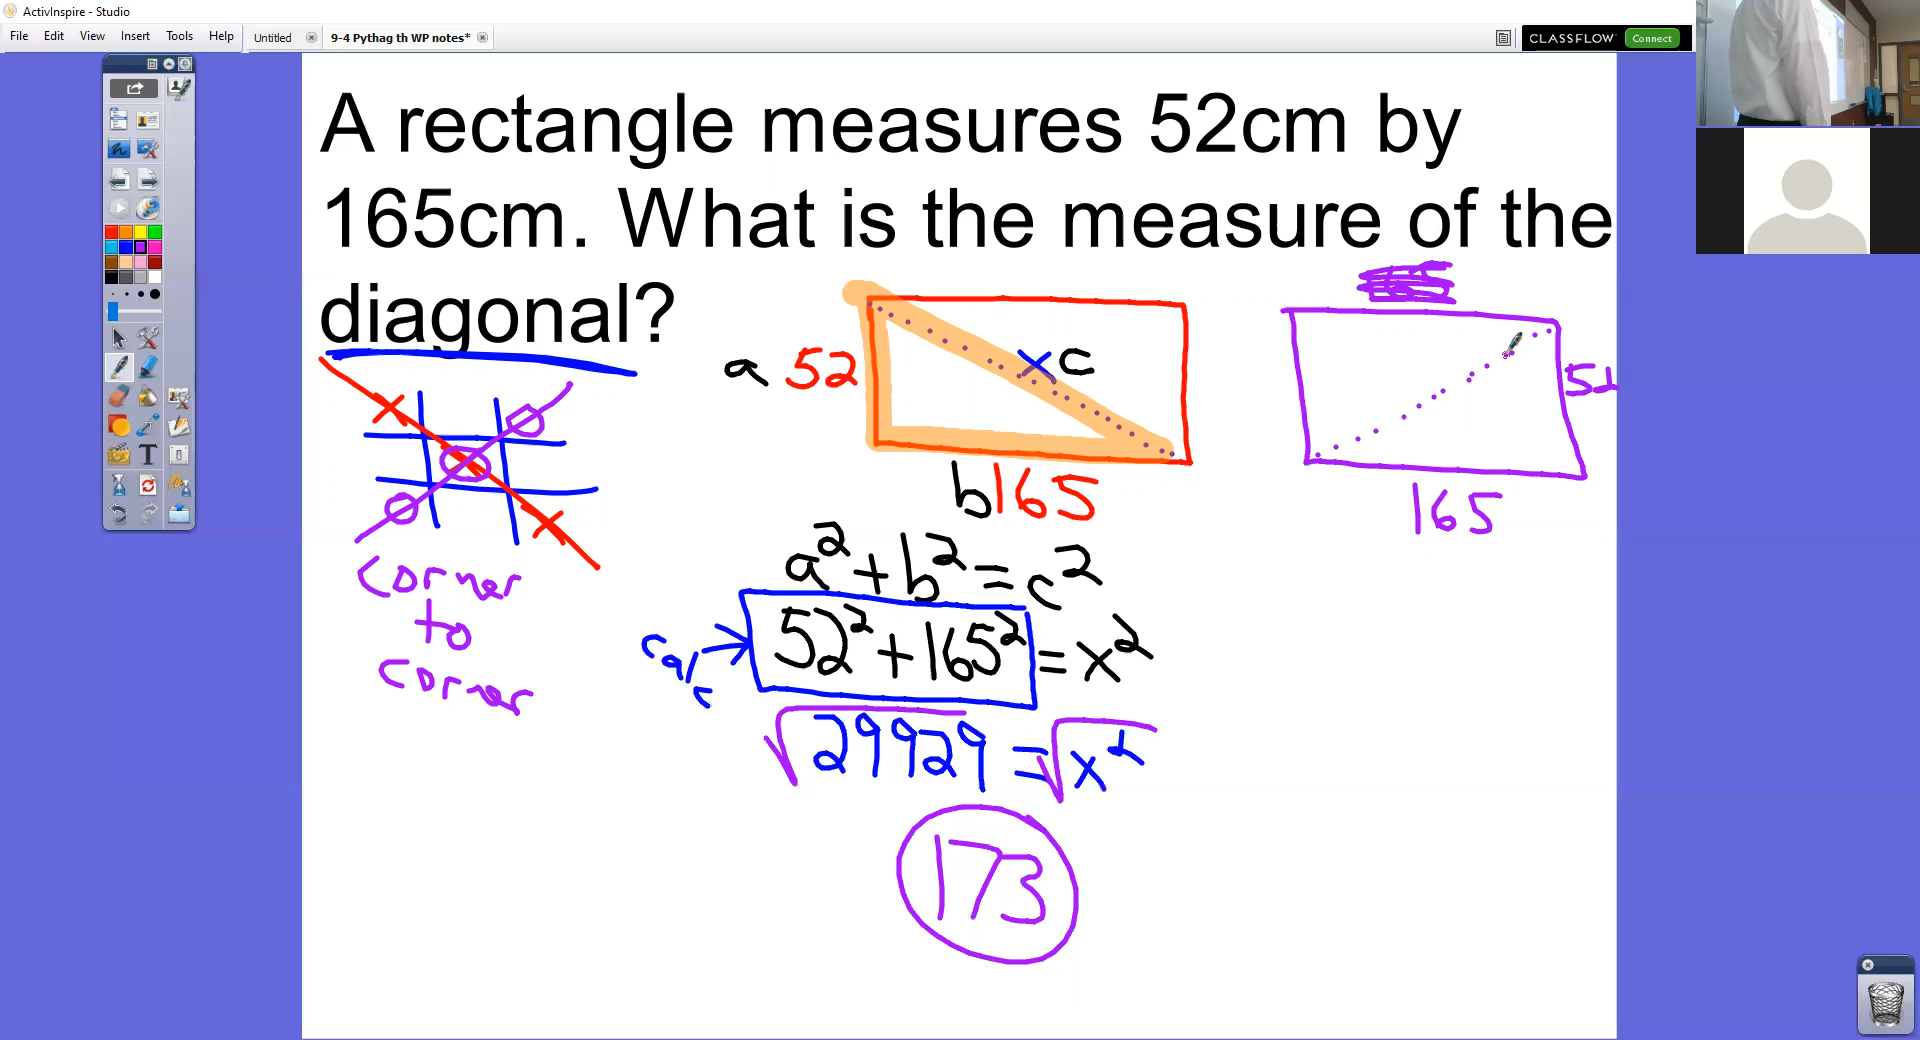 ActivInspire - Studio
File Edit View Insert Tools Help
Untitled
9-4 Pythag th WP notes*
CLASSFLOW Connect
A rectangle measures 52cm by
165cm. What is the measure of the
diagonal?
a 52
x c
b 165
52
165
corner
to
corner
a² + b² = c²
calc → 52² + 165² = x²
√29929 = √x²
173